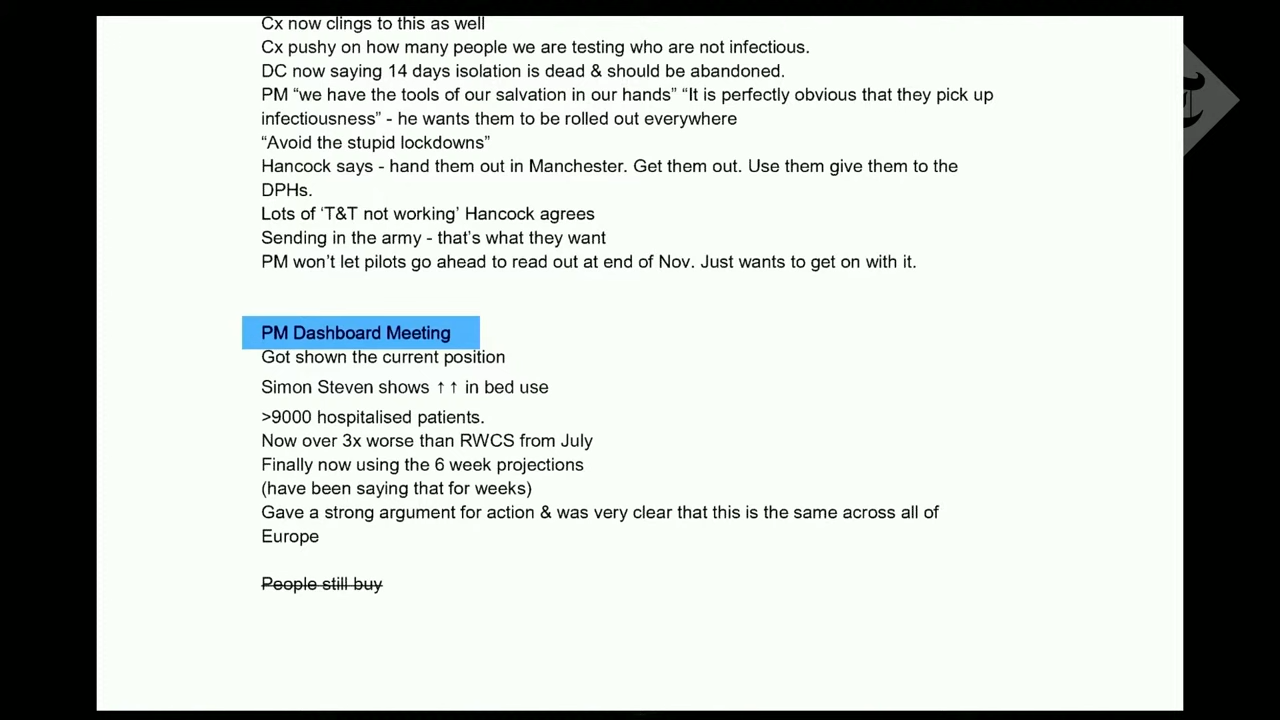 Cx now clings to this as well
Cx pushy on how many people we are testing who are not infectious.
DC now saying 14 days isolation is dead & should be abandoned.
PM “we have the tools of our salvation in our hands” “It is perfectly obvious that they pick up
infectiousness” - he wants them to be rolled out everywhere
“Avoid the stupid lockdowns”
Hancock says - hand them out in Manchester. Get them out. Use them give them to the
DPHs.
Lots of ‘T&T not working’ Hancock agrees
Sending in the army - that’s what they want
PM won’t let pilots go ahead to read out at end of Nov. Just wants to get on with it.
PM Dashboard Meeting
Got shown the current position
Simon Steven shows ↑↑ in bed use
>9000 hospitalised patients.
Now over 3x worse than RWCS from July
Finally now using the 6 week projections
(have been saying that for weeks)
Gave a strong argument for action & was very clear that this is the same across all of
Europe
People still buy